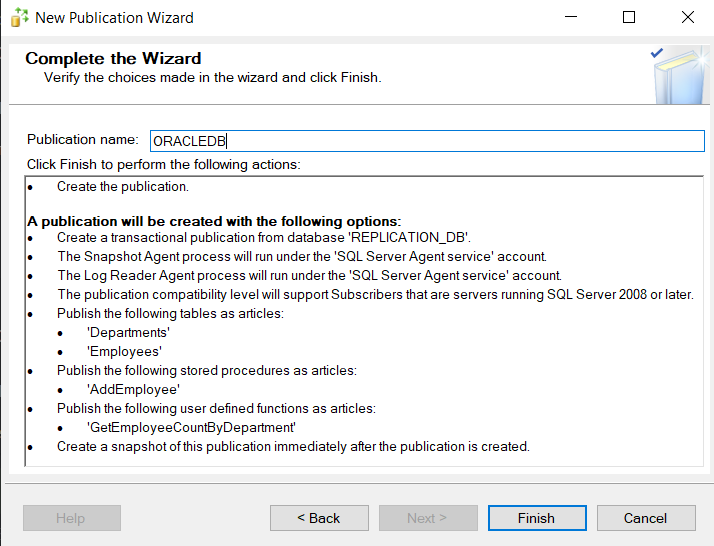 New Publication Wizard
Complete the Wizard
Verify the choices made in the wizard and click Finish.
Publication name: ORACLEDB
Click Finish to perform the following actions:
• Create the publication.
A publication will be created with the following options:
• Create a transactional publication from database 'REPLICATION_DB'.
• The Snapshot Agent process will run under the 'SQL Server Agent service' account.
• The Log Reader Agent process will run under the 'SQL Server Agent service' account.
• The publication compatibility level will support Subscribers that are servers running SQL Server 2008 or later.
• Publish the following tables as articles:
• 'Departments'
• 'Employees'
• Publish the following stored procedures as articles:
• 'AddEmployee'
• Publish the following user defined functions as articles:
• 'GetEmployeeCountByDepartment'
• Create a snapshot of this publication immediately after the publication is created.
Help < Back Next > Finish Cancel